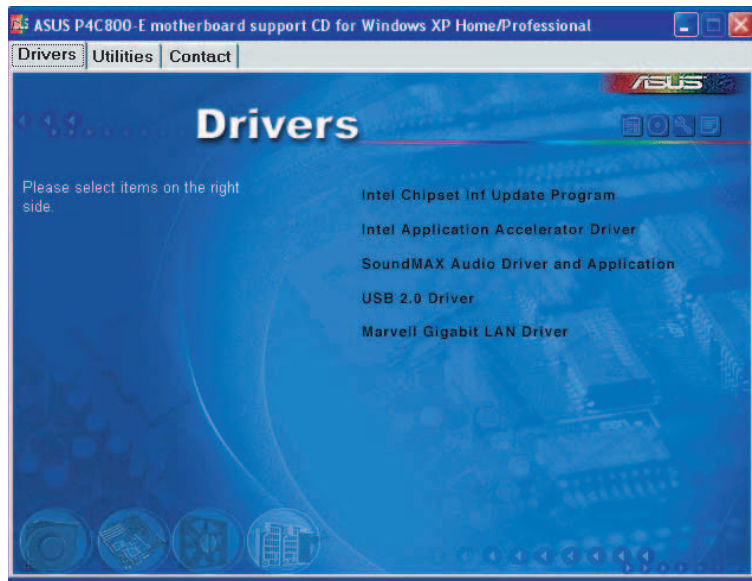 ASUS P4C800-E motherboard support CD for Windows XP Home/Professional
Drivers Utilities Contact
ASUS
Drivers
Please select items on the right
side.
Intel Chipset Inf Update Program
Intel Application Accelerator Driver
SoundMAX Audio Driver and Application
USB 2.0 Driver
Marvell Gigabit LAN Driver